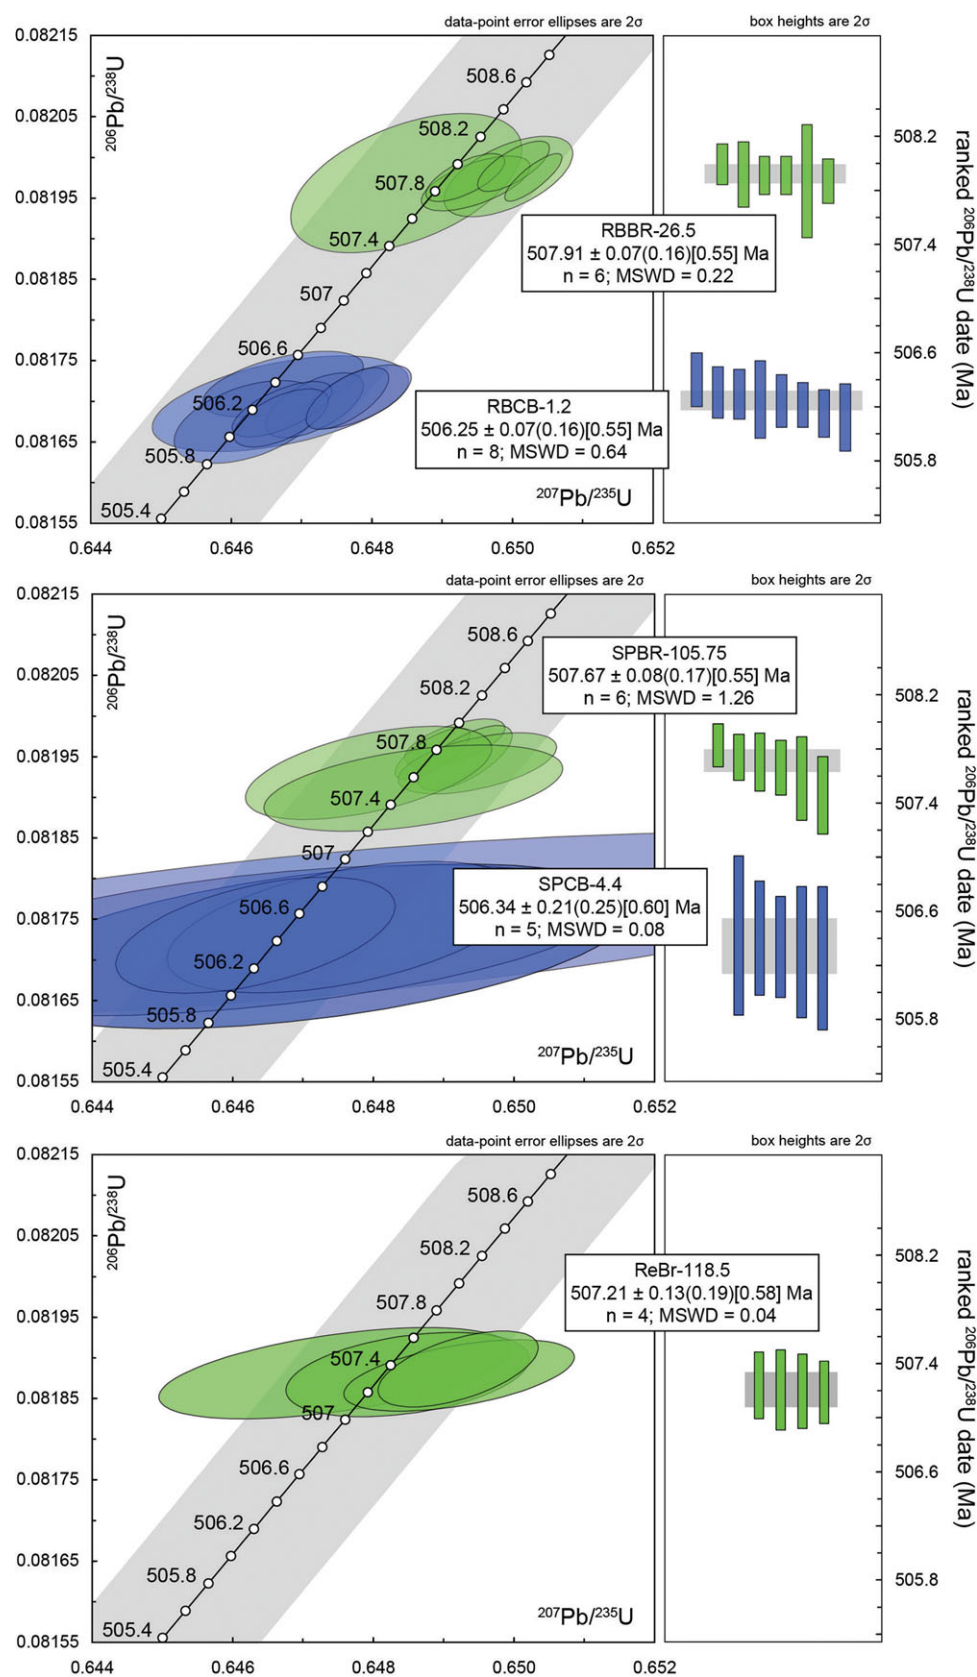 data-point error ellipses are 2σ
box heights are 2σ
0.08215
0.08205
0.08195
0.08185
0.08175
0.08165
0.08155
206Pb/238U
508.6
508.2
507.8
507.4
507
506.6
506.2
505.8
505.4
RBBR-26.5
507.91 ± 0.07(0.16)[0.55] Ma
n = 6; MSWD = 0.22
RBCB-1.2
506.25 ± 0.07(0.16)[0.55] Ma
n = 8; MSWD = 0.64
207Pb/235U
0.644
0.646
0.648
0.650
0.652
508.2
507.4
506.6
505.8
ranked 206Pb/238U date (Ma)
data-point error ellipses are 2σ
box heights are 2σ
0.08215
0.08205
0.08195
0.08185
0.08175
0.08165
0.08155
206Pb/238U
508.6
508.2
507.8
507.4
507
506.6
506.2
505.8
505.4
SPBR-105.75
507.67 ± 0.08(0.17)[0.55] Ma
n = 6; MSWD = 1.26
SPCB-4.4
506.34 ± 0.21(0.25)[0.60] Ma
n = 5; MSWD = 0.08
207Pb/235U
0.644
0.646
0.648
0.650
0.652
508.2
507.4
506.6
505.8
ranked 206Pb/238U date (Ma)
data-point error ellipses are 2σ
box heights are 2σ
0.08215
0.08205
0.08195
0.08185
0.08175
0.08165
0.08155
206Pb/238U
508.6
508.2
507.8
507.4
507
506.6
506.2
505.8
505.4
ReBr-118.5
507.21 ± 0.13(0.19)[0.58] Ma
n = 4; MSWD = 0.04
207Pb/235U
0.644
0.646
0.648
0.650
0.652
508.2
507.4
506.6
505.8
ranked 206Pb/238U date (Ma)